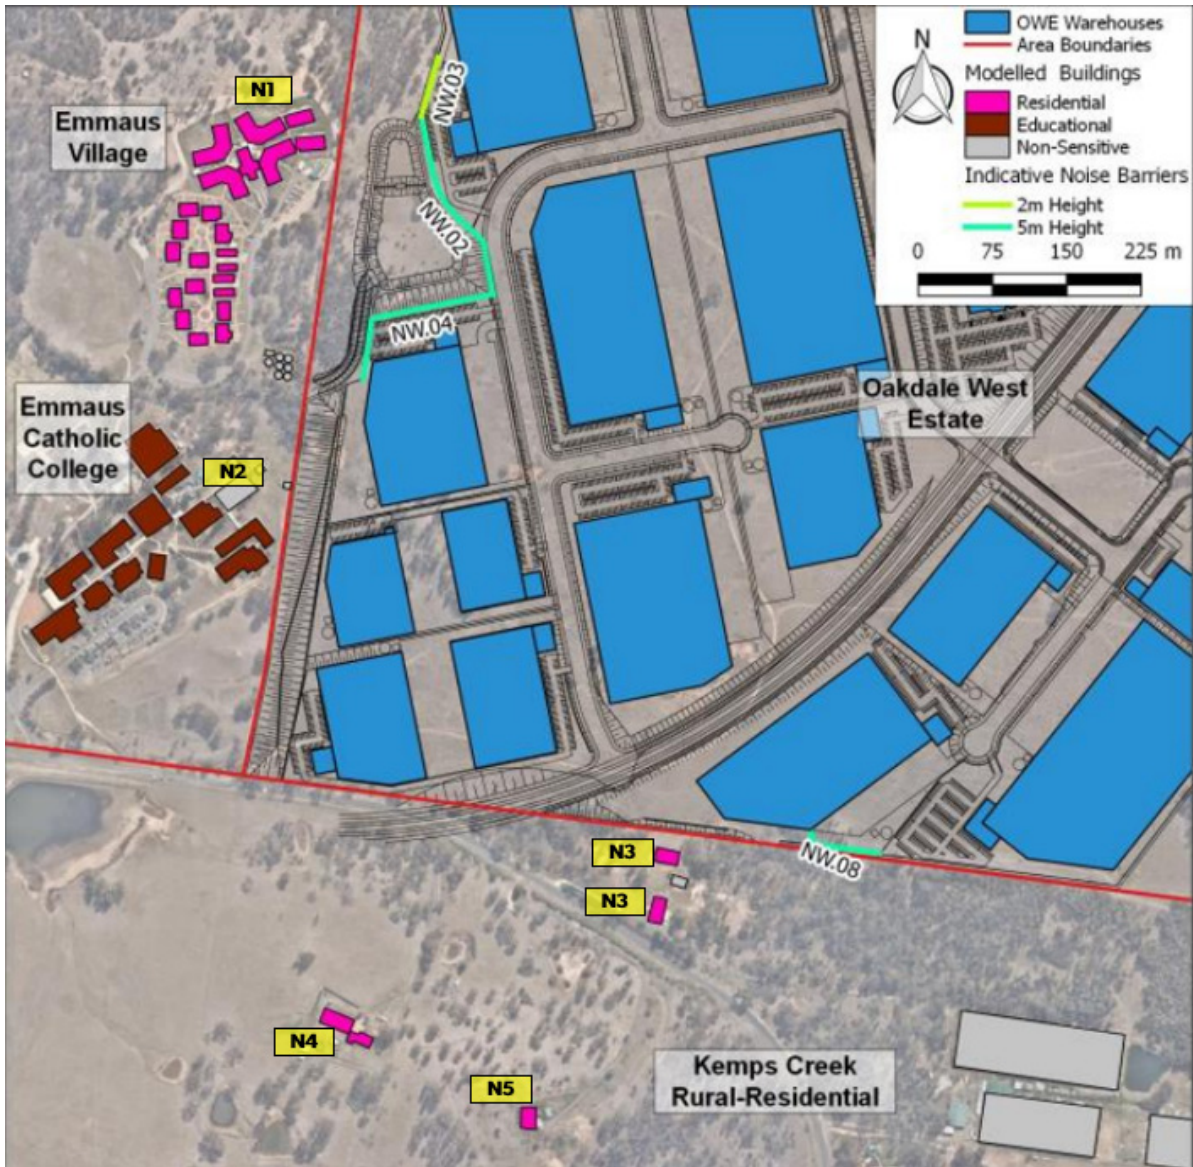 N
OWE Warehouses
Area Boundaries
Modelled Buildings
Residential
Educational
Non-Sensitive
Indicative Noise Barriers
2m Height
5m Height
0 75 150 225 m
N1
Emmaus
Village
NW.03
NW.02
NW.04
Emmaus
Catholic
College
N2
Oakdale West
Estate
NW.08
N3
N3
N4
N5
Kemps Creek
Rural-Residential